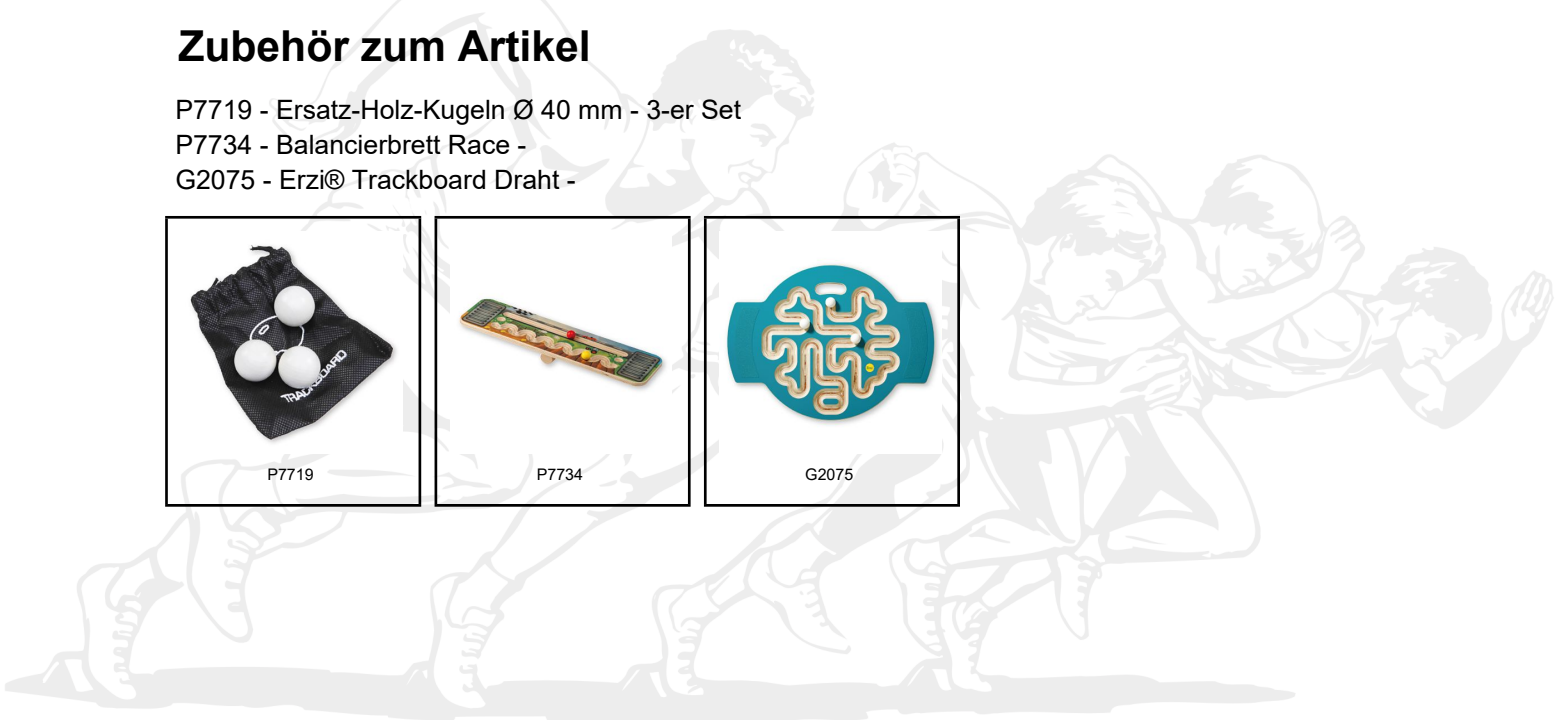 Zubehör zum Artikel
P7719 - Ersatz-Holz-Kugeln Ø 40 mm - 3-er Set
P7734 - Balancierbrett Race -
G2075 - Erzi® Trackboard Draht -
TRACKBOARD
P7719
P7734
G2075